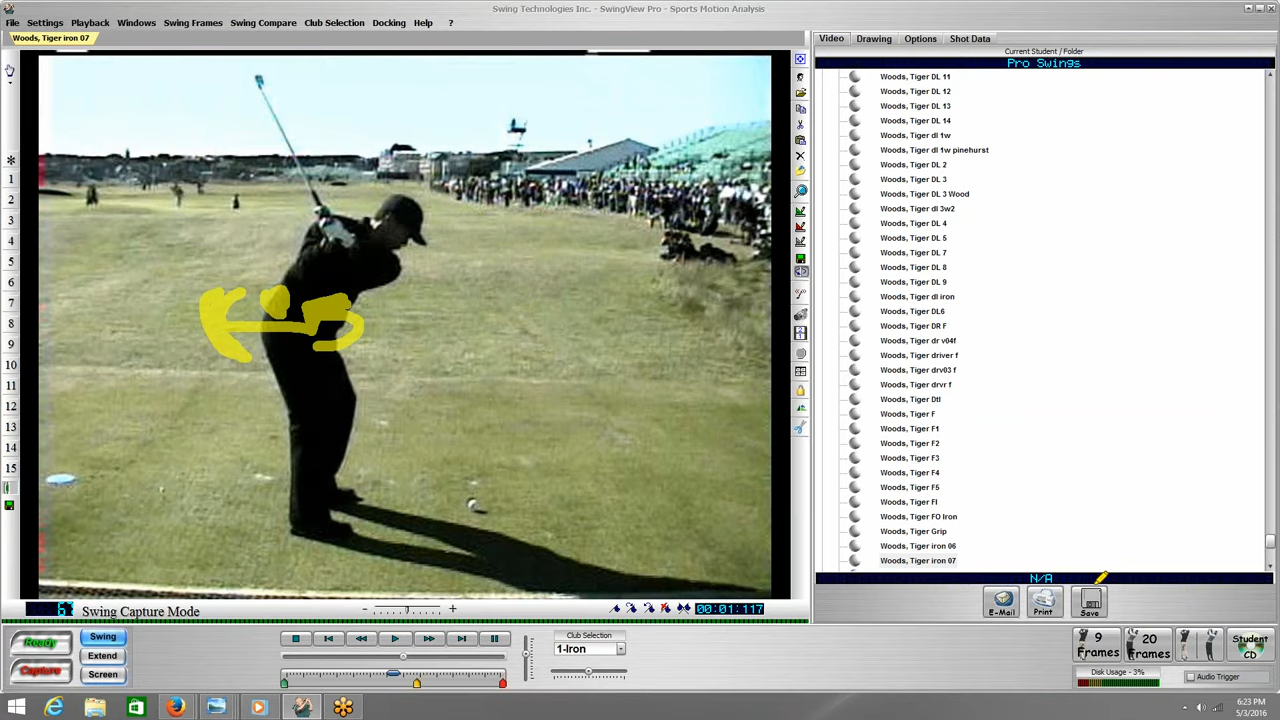 Swing Technologies Inc. - SwingView Pro - Sports Motion Analysis
File Settings Playback Windows Swing Frames Swing Compare Club Selection Docking Help ?
Woods, Tiger iron 07
Video Drawing Options Shot Data
Current Student / Folder
Pro Swings
Woods, Tiger DL 11
Woods, Tiger DL 12
Woods, Tiger DL 13
Woods, Tiger DL 14
Woods, Tiger dl 1w
Woods, Tiger dl 1w pinehurst
Woods, Tiger DL 2
Woods, Tiger DL 3
Woods, Tiger DL 3 Wood
Woods, Tiger dl 3w2
Woods, Tiger DL 4
Woods, Tiger DL 5
Woods, Tiger DL 7
Woods, Tiger DL 8
Woods, Tiger DL 9
Woods, Tiger dl iron
Woods, Tiger DL6
Woods, Tiger DR F
Woods, Tiger dr v04f
Woods, Tiger driver f
Woods, Tiger drv03 f
Woods, Tiger drvr f
Woods, Tiger Dtl
Woods, Tiger F
Woods, Tiger F1
Woods, Tiger F2
Woods, Tiger F3
Woods, Tiger F4
Woods, Tiger F5
Woods, Tiger FI
Woods, Tiger FO Iron
Woods, Tiger Grip
Woods, Tiger iron 06
Woods, Tiger iron 07
*
1
2
3
4
5
6
7
8
9
10
11
12
13
14
15
N/A
E-Mail Print Save
Swing Capture Mode - + 00:01:117
Ready Swing
Extend
Capture Screen
Club Selection
1-Iron
9 Frames
20 Frames
Student CD
Disk Usage - 3% Audio Trigger
6:23 PM
5/3/2016